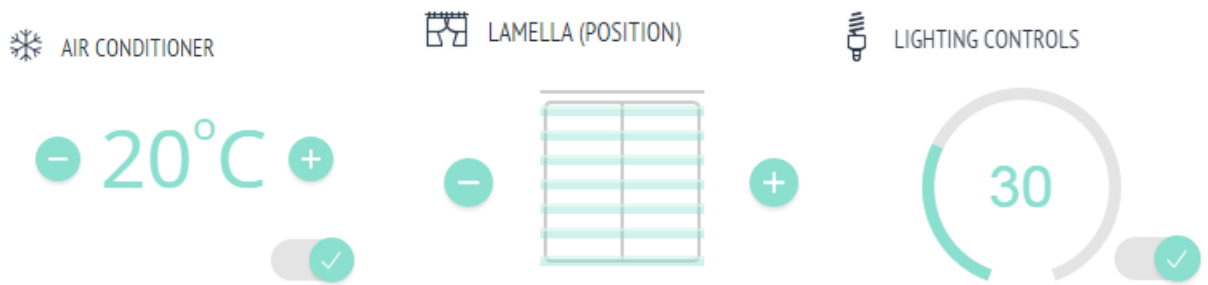 AIR CONDITIONER
20°C
LAMELLA (POSITION)
LIGHTING CONTROLS
30